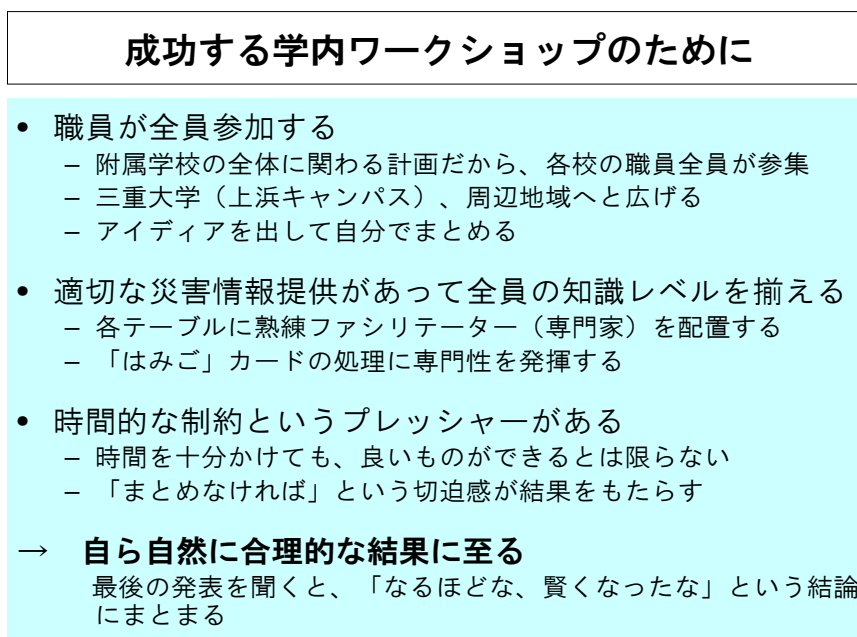 成功する学内ワークショップのために
• 職員が全員参加する
– 附属学校の全体に関わる計画だから、各校の職員全員が参集
– 三重大学（上浜キャンパス）、周辺地域へと広げる
– アイディアを出して自分でまとめる
• 適切な災害情報提供があって全員の知識レベルを揃える
– 各テーブルに熟練ファシリテーター（専門家）を配置する
– 「はみご」カードの処理に専門性を発揮する
• 時間的な制約というプレッシャーがある
– 時間を十分かけても、良いものができるとは限らない
– 「まとめなければ」という切迫感が結果をもたらす
→ 自ら自然に合理的な結果に至る
最後の発表を聞くと、「なるほどな、賢くなったな」という結論
にまとまる